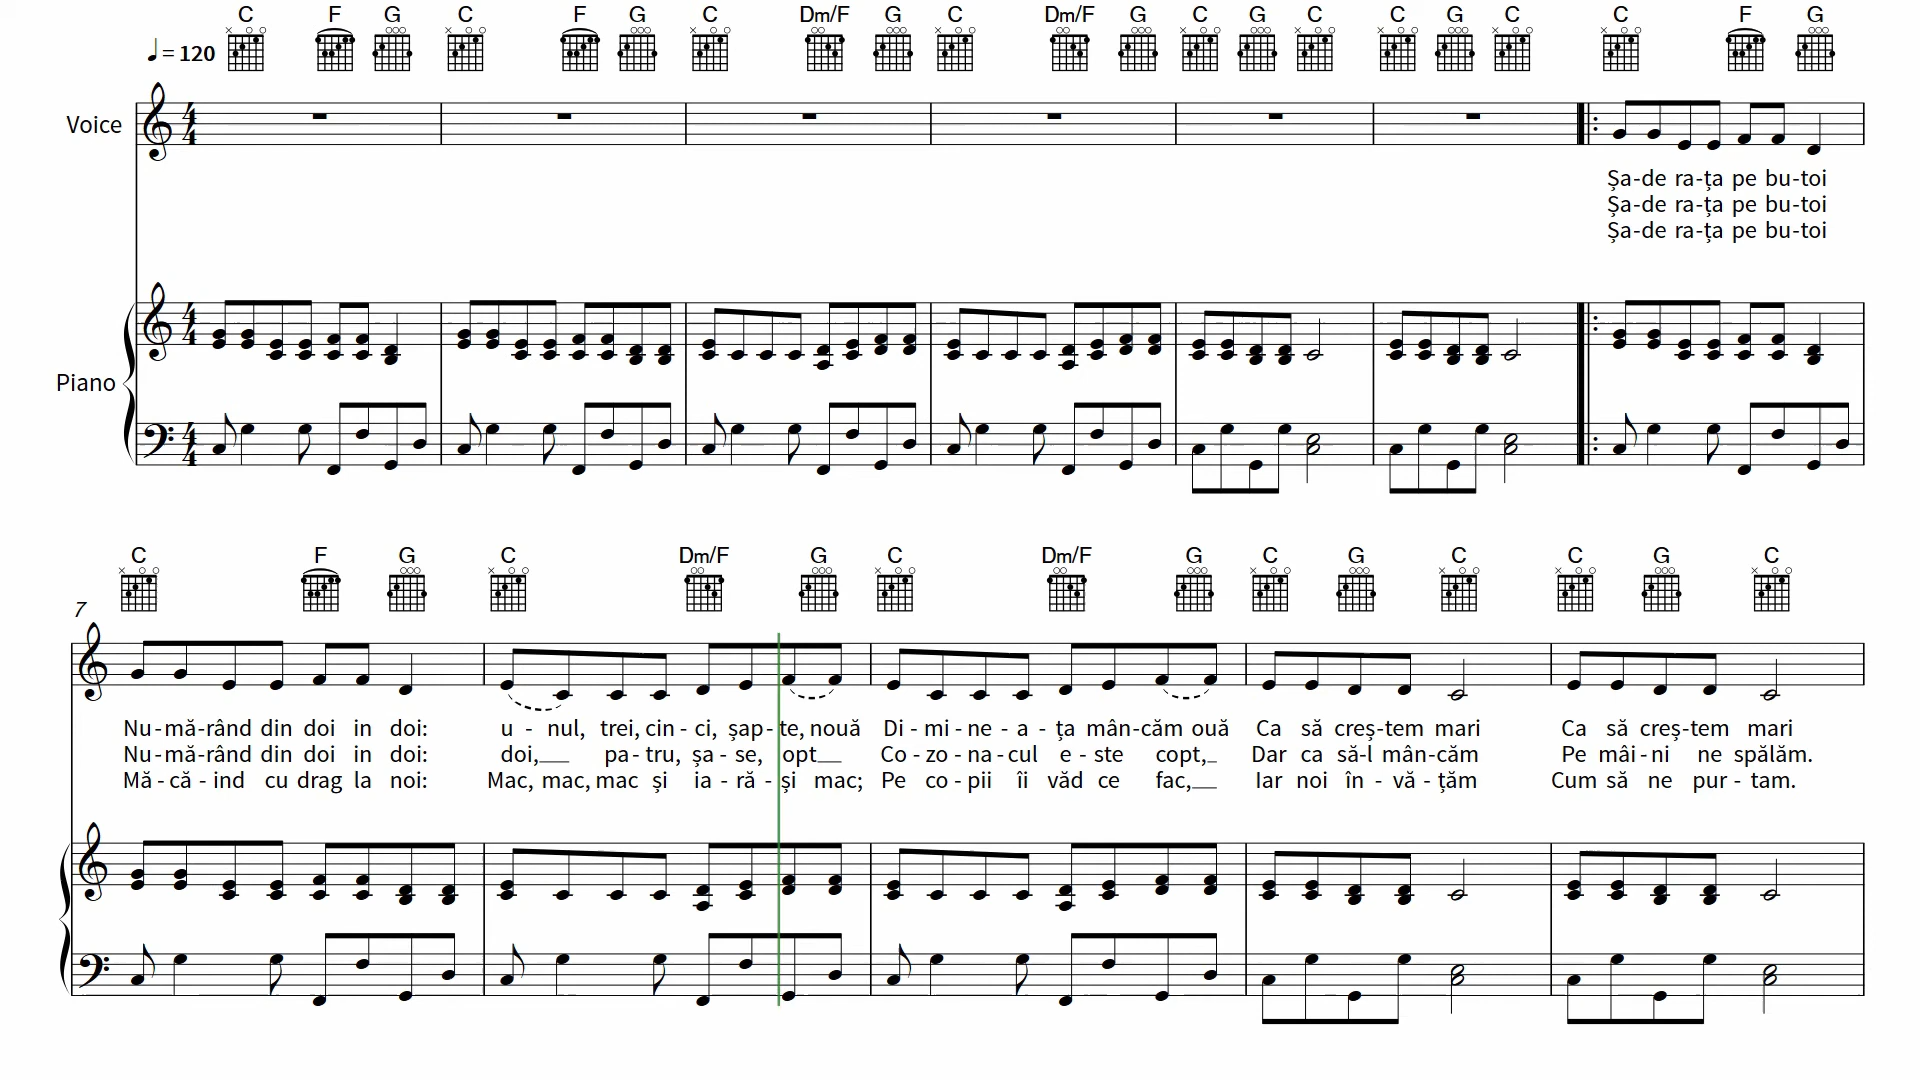 C F G C F G C Dm/F G C Dm/F G C G C C G C C F G
♩ = 120
Voice
Șa-de ra-ța pe bu-toi
Șa-de ra-ța pe bu-toi
Șa-de ra-ța pe bu-toi
Piano
C F G C Dm/F G C Dm/F G C G C C G C
7
Nu-mă-rând din doi in doi: u - nul, trei, cin - ci, șap-te, nouă Di - mi - ne - a - ța mân-căm ouă Ca să creș-tem mari Ca să creș-tem mari
Nu-mă-rând din doi in doi: doi,__ pa - tru, șa - se, opt__ Co - zo - na - cul e - ste copt,_ Dar ca să-l mân-căm Pe mâi - ni ne spălăm.
Mă - că - ind cu drag la noi: Mac, mac, mac și ia - ră - și mac; Pe co - pii îi văd ce fac,__ Iar noi în - vă - țăm Cum să ne pur - tam.